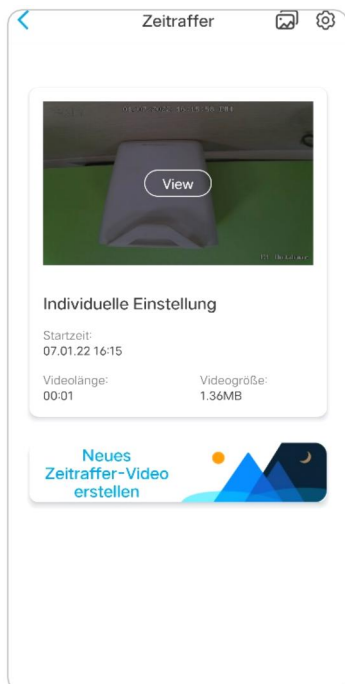 Zeitraffer
View
Individuelle Einstellung
Startzeit:
07.01.22 16:15
Videolänge:
00:01
Videogröße:
1.36MB
Neues
Zeitraffer-Video
erstellen